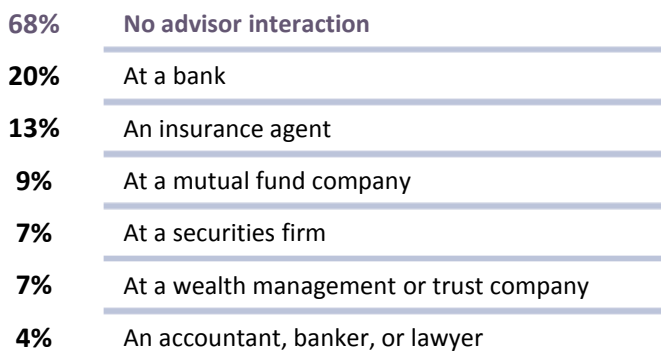 68% No advisor interaction
20% At a bank
13% An insurance agent
9% At a mutual fund company
7% At a securities firm
7% At a wealth management or trust company
4% An accountant, banker, or lawyer